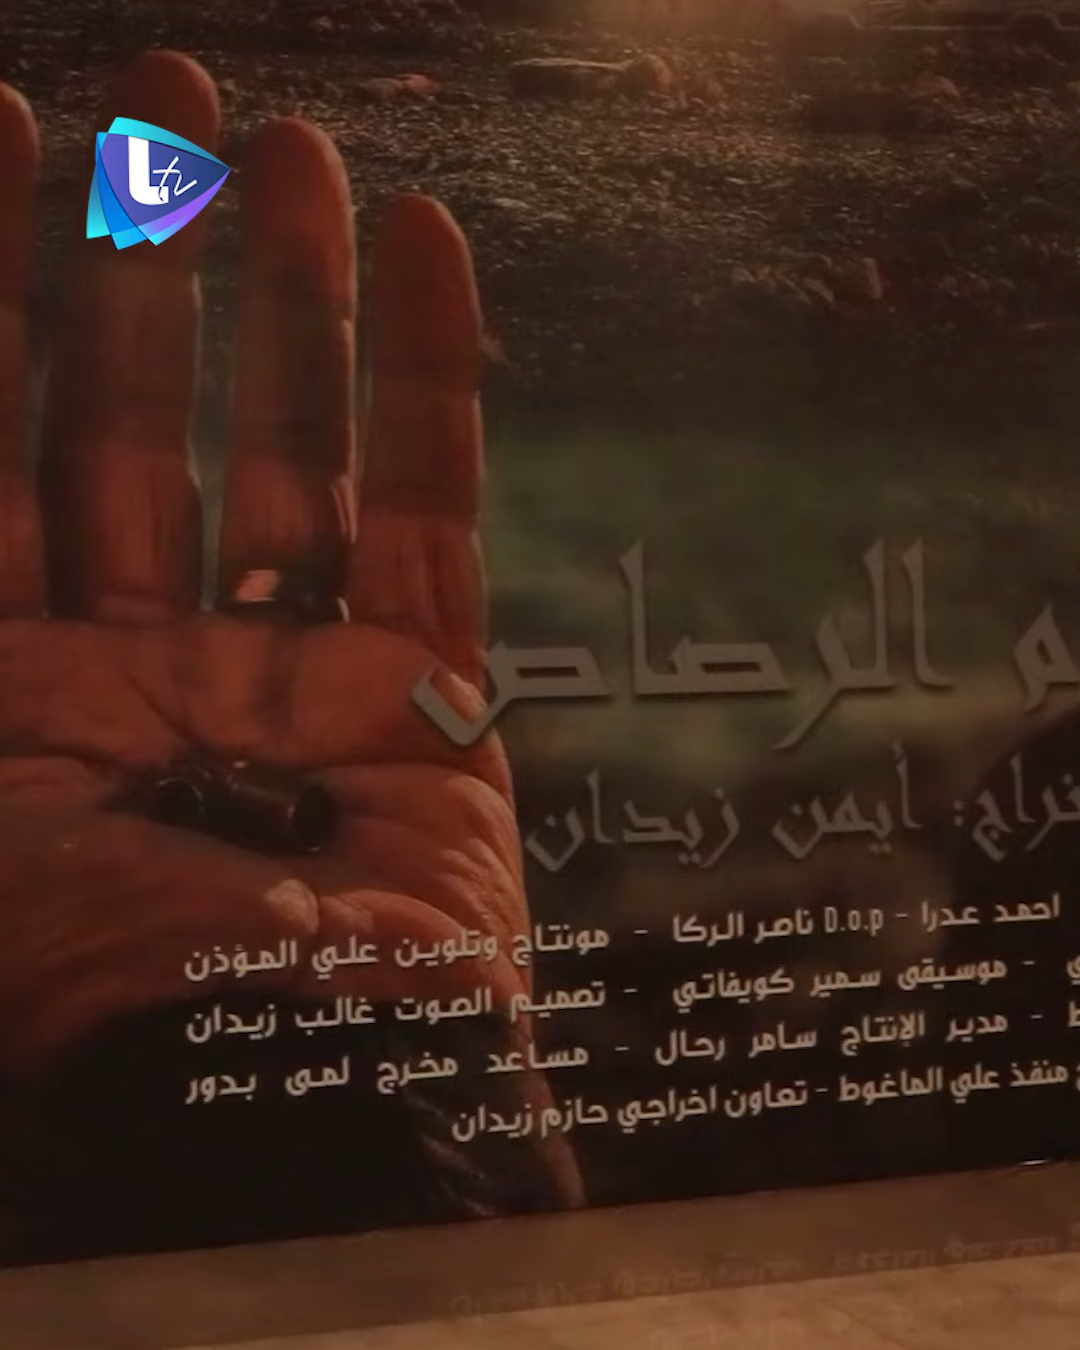 Ltv
الرصاص
أيمن زيدان
احمد عدرا - D.o.p ناصر الركا - مونتاج وتلوين علي المؤذن
- موسيقى سمير كويفاتي - تصميم الصوت غالب زيدان
- مدير الإنتاج سامر رحال - مساعد مخرج لمى بدور
منفذ علي الماغوط - تعاون اخراجي حازم زيدان